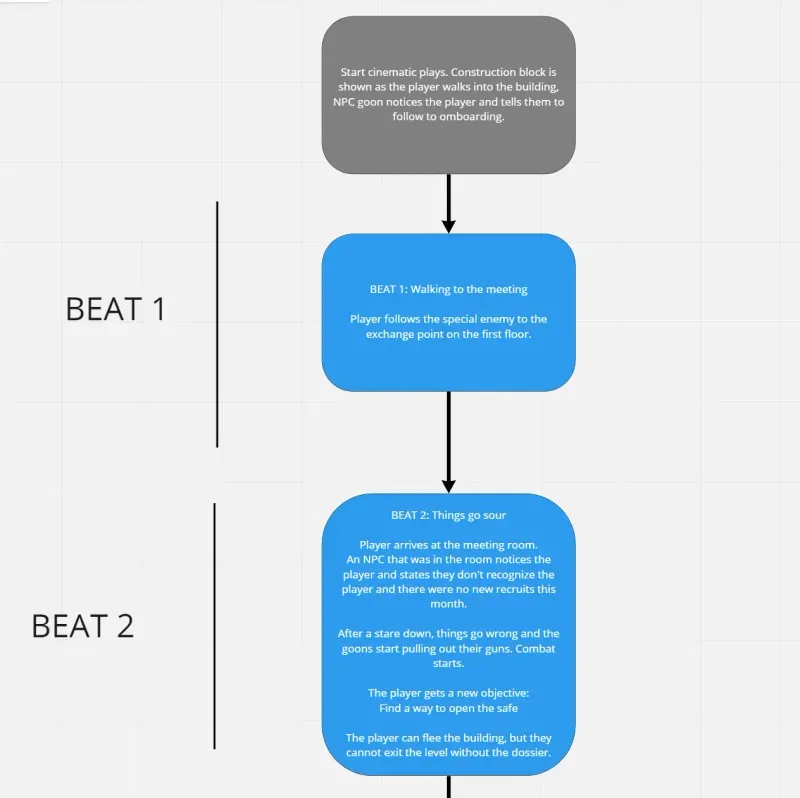 Start cinematic plays. Construction block is
shown as the player walks into the building,
NPC goon notices the player and tells them to
follow to omboarding.
BEAT 1
BEAT 1: Walking to the meeting
Player follows the special enemy to the
exchange point on the first floor.
BEAT 2
BEAT 2: Things go sour
Player arrives at the meeting room.
An NPC that was in the room notices the
player and states they don't recognize the
player and there were no new recruits this
month.
After a stare down, things go wrong and the
goons start pulling out their guns. Combat
starts.
The player gets a new objective:
Find a way to open the safe
The player can flee the building, but they
cannot exit the level without the dossier.